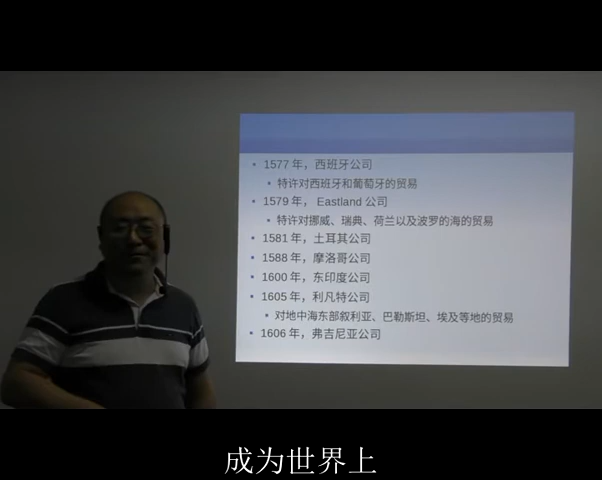 1577 年，西班牙公司
特许对西班牙和葡萄牙的贸易
1579 年， Eastland 公司
特许对挪威、瑞典、荷兰以及波罗的海的贸易
1581 年，土耳其公司
1588 年，摩洛哥公司
1600 年，东印度公司
1605 年，利凡特公司
对地中海东部叙利亚、巴勒斯坦、埃及等地的贸易
1606 年，弗吉尼亚公司
成为世界上